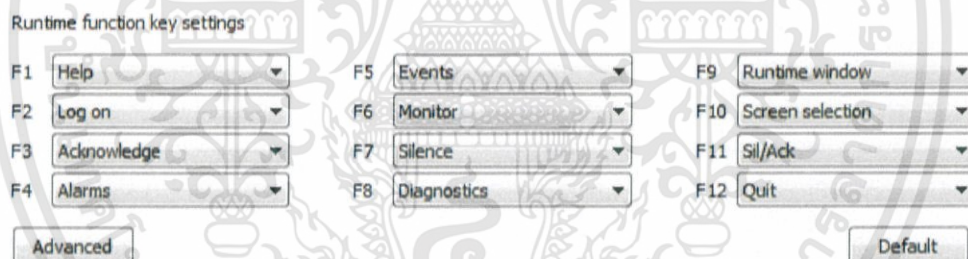 Runtime function key settings
F1 Help F5 Events F9 Runtime window
F2 Log on F6 Monitor F10 Screen selection
F3 Acknowledge F7 Silence F11 Sil/Ack
F4 Alarms F8 Diagnostics F12 Quit
Advanced Default